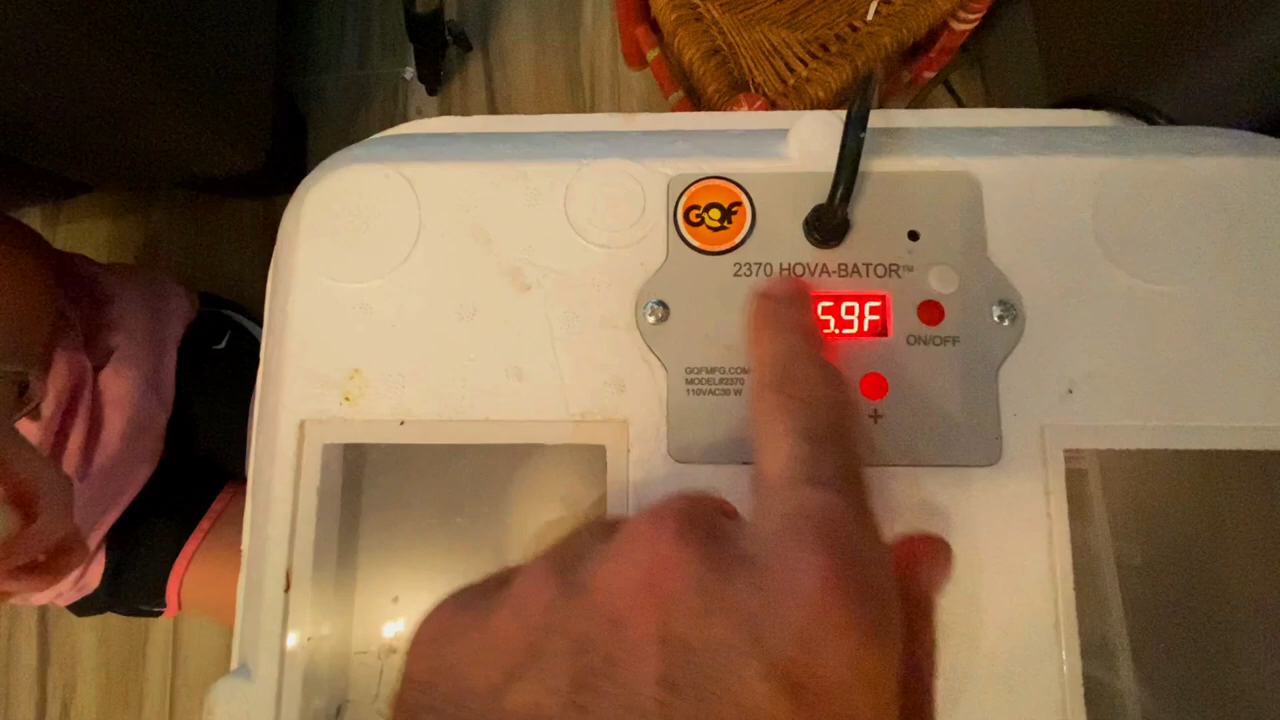 GQF
2370 HOVA-BATOR™
5.9F
ON/OFF
GQFMFG.COM
MODEL#2370
110VAC30 W
+